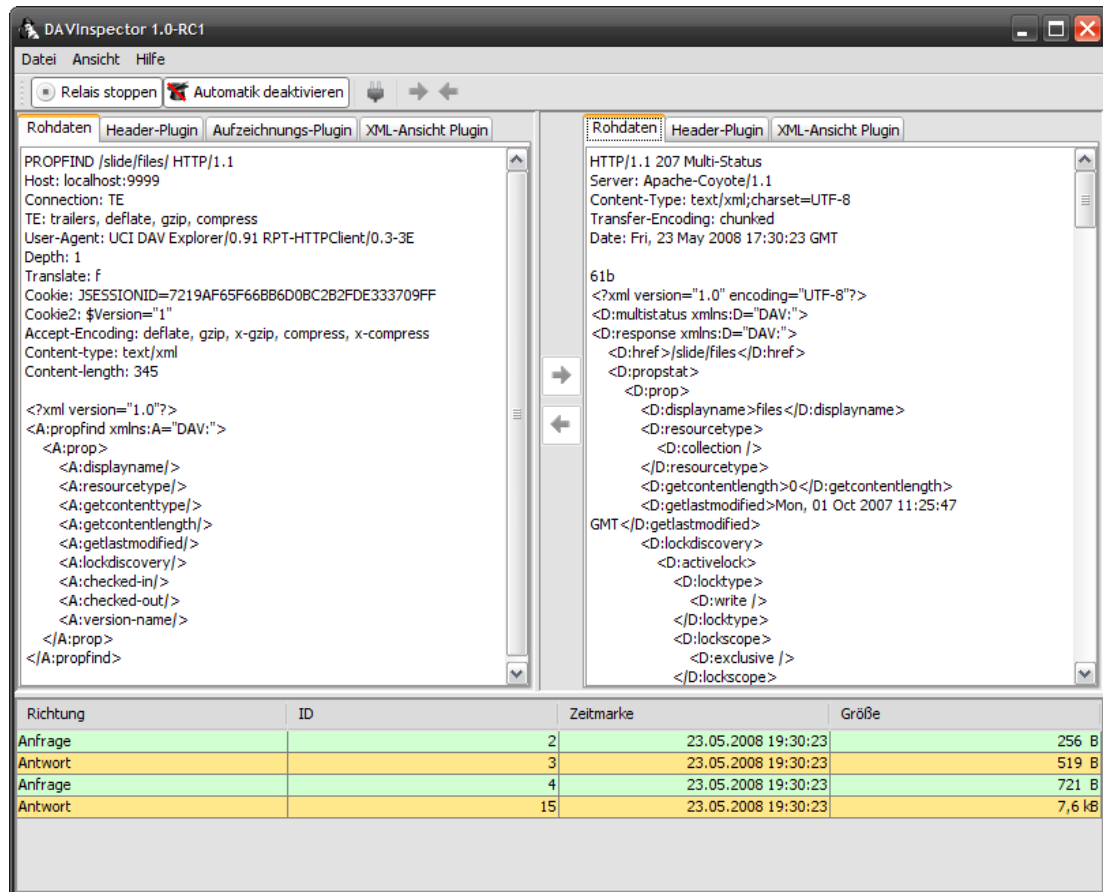 DAVInspector 1.0-RC1
Datei Ansicht Hilfe
Relais stoppen Automatik deaktivieren
Rohdaten Header-Plugin Aufzeichnungs-Plugin XML-Ansicht Plugin
PROPFIND /slide/files/ HTTP/1.1
Host: localhost:9999
Connection: TE
TE: trailers, deflate, gzip, compress
User-Agent: UCI DAV Explorer/0.91 RPT-HTTPClient/0.3-3E
Depth: 1
Translate: f
Cookie: JSESSIONID=7219AF65F66BB6D0BC2B2FDE333709FF
Cookie2: $Version="1"
Accept-Encoding: deflate, gzip, x-gzip, compress, x-compress
Content-type: text/xml
Content-length: 345
<?xml version="1.0"?>
<A:propfind xmlns:A="DAV:">
<A:prop>
<A:displayname/>
<A:resourcetype/>
<A:getcontenttype/>
<A:getcontentlength/>
<A:getlastmodified/>
<A:lockdiscovery/>
<A:checked-in/>
<A:checked-out/>
<A:version-name/>
</A:prop>
</A:propfind>
Rohdaten Header-Plugin XML-Ansicht Plugin
HTTP/1.1 207 Multi-Status
Server: Apache-Coyote/1.1
Content-Type: text/xml;charset=UTF-8
Transfer-Encoding: chunked
Date: Fri, 23 May 2008 17:30:23 GMT
61b
<?xml version="1.0" encoding="UTF-8"?>
<D:multistatus xmlns:D="DAV:">
<D:response xmlns:D="DAV:">
<D:href>/slide/files</D:href>
<D:propstat>
<D:prop>
<D:displayname>files</D:displayname>
<D:resourcetype>
<D:collection />
</D:resourcetype>
<D:getcontentlength>0</D:getcontentlength>
<D:getlastmodified>Mon, 01 Oct 2007 11:25:47
GMT</D:getlastmodified>
<D:lockdiscovery>
<D:activelock>
<D:locktype>
<D:write />
</D:locktype>
<D:lockscope>
<D:exclusive />
</D:lockscope>
Richtung ID Zeitmarke Größe
Anfrage 2 23.05.2008 19:30:23 256 B
Antwort 3 23.05.2008 19:30:23 519 B
Anfrage 4 23.05.2008 19:30:23 721 B
Antwort 15 23.05.2008 19:30:23 7,6 kB